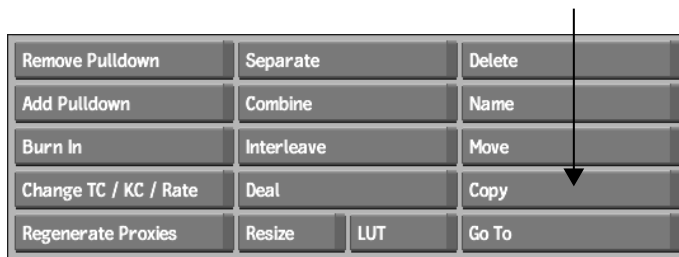 Remove Pulldown Separate Delete
Add Pulldown Combine Name
Burn In Interleave Move
Change TC / KC / Rate Deal Copy
Regenerate Proxies Resize LUT Go To